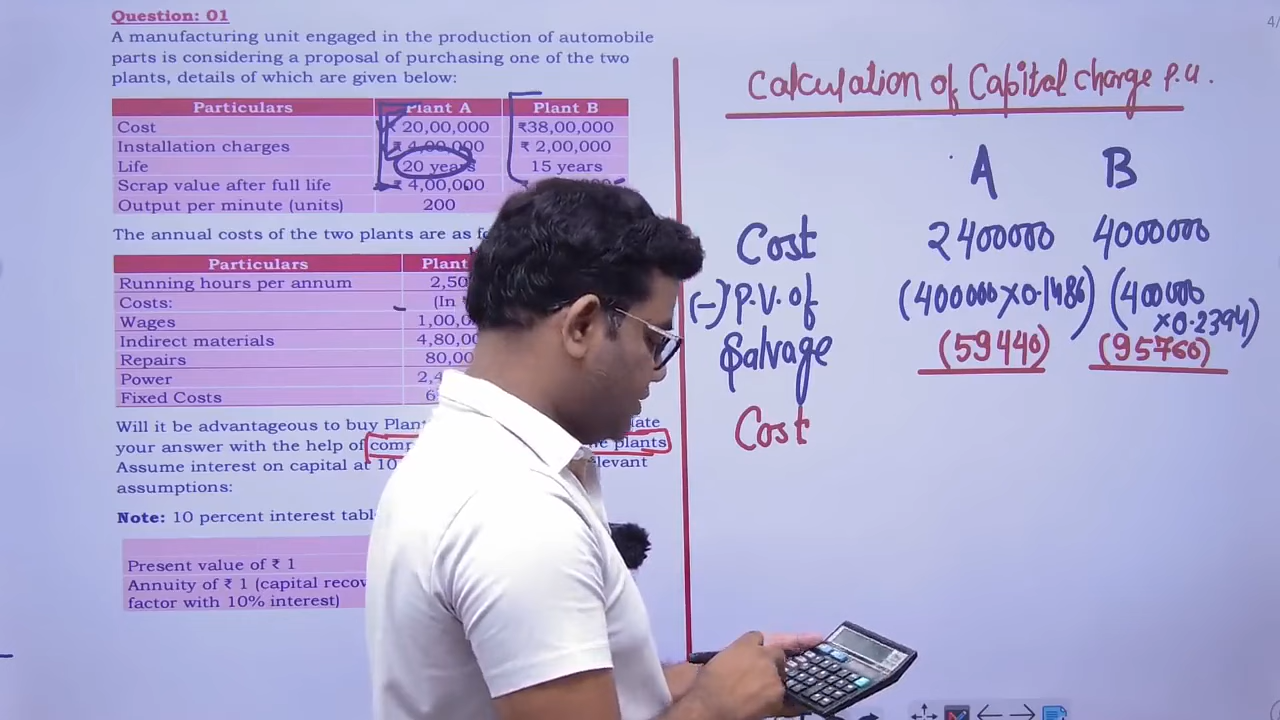 Question: 01
A manufacturing unit engaged in the production of automobile
parts is considering a proposal of purchasing one of the two
plants, details of which are given below:
Particulars Plant A Plant B
Cost ₹ 20,00,000 ₹38,00,000
Installation charges ₹ 4,00,000 ₹ 2,00,000
Life 20 years 15 years
Scrap value after full life ₹ 4,00,000
Output per minute (units) 200
The annual costs of the two plants are as
Particulars Plant
Running hours per annum 2,50
Costs: (In
Wages 1,00,0
Indirect materials 4,80,00
Repairs 80,00
Power 2,4
Fixed Costs 6
Will it be advantageous to buy Plant
your answer with the help of comp plants
Assume interest on capital at 10 elevant
assumptions:
Note: 10 percent interest tabl
Present value of ₹ 1
Annuity of ₹ 1 (capital recov
factor with 10% interest)
4/
Calculation of Capital charge p.u.
A B
Cost 2400000 4000000
(-) P.V. of (400000×0.1486) (400000
×0.2394)
Salvage (59440) (95760)
Cost